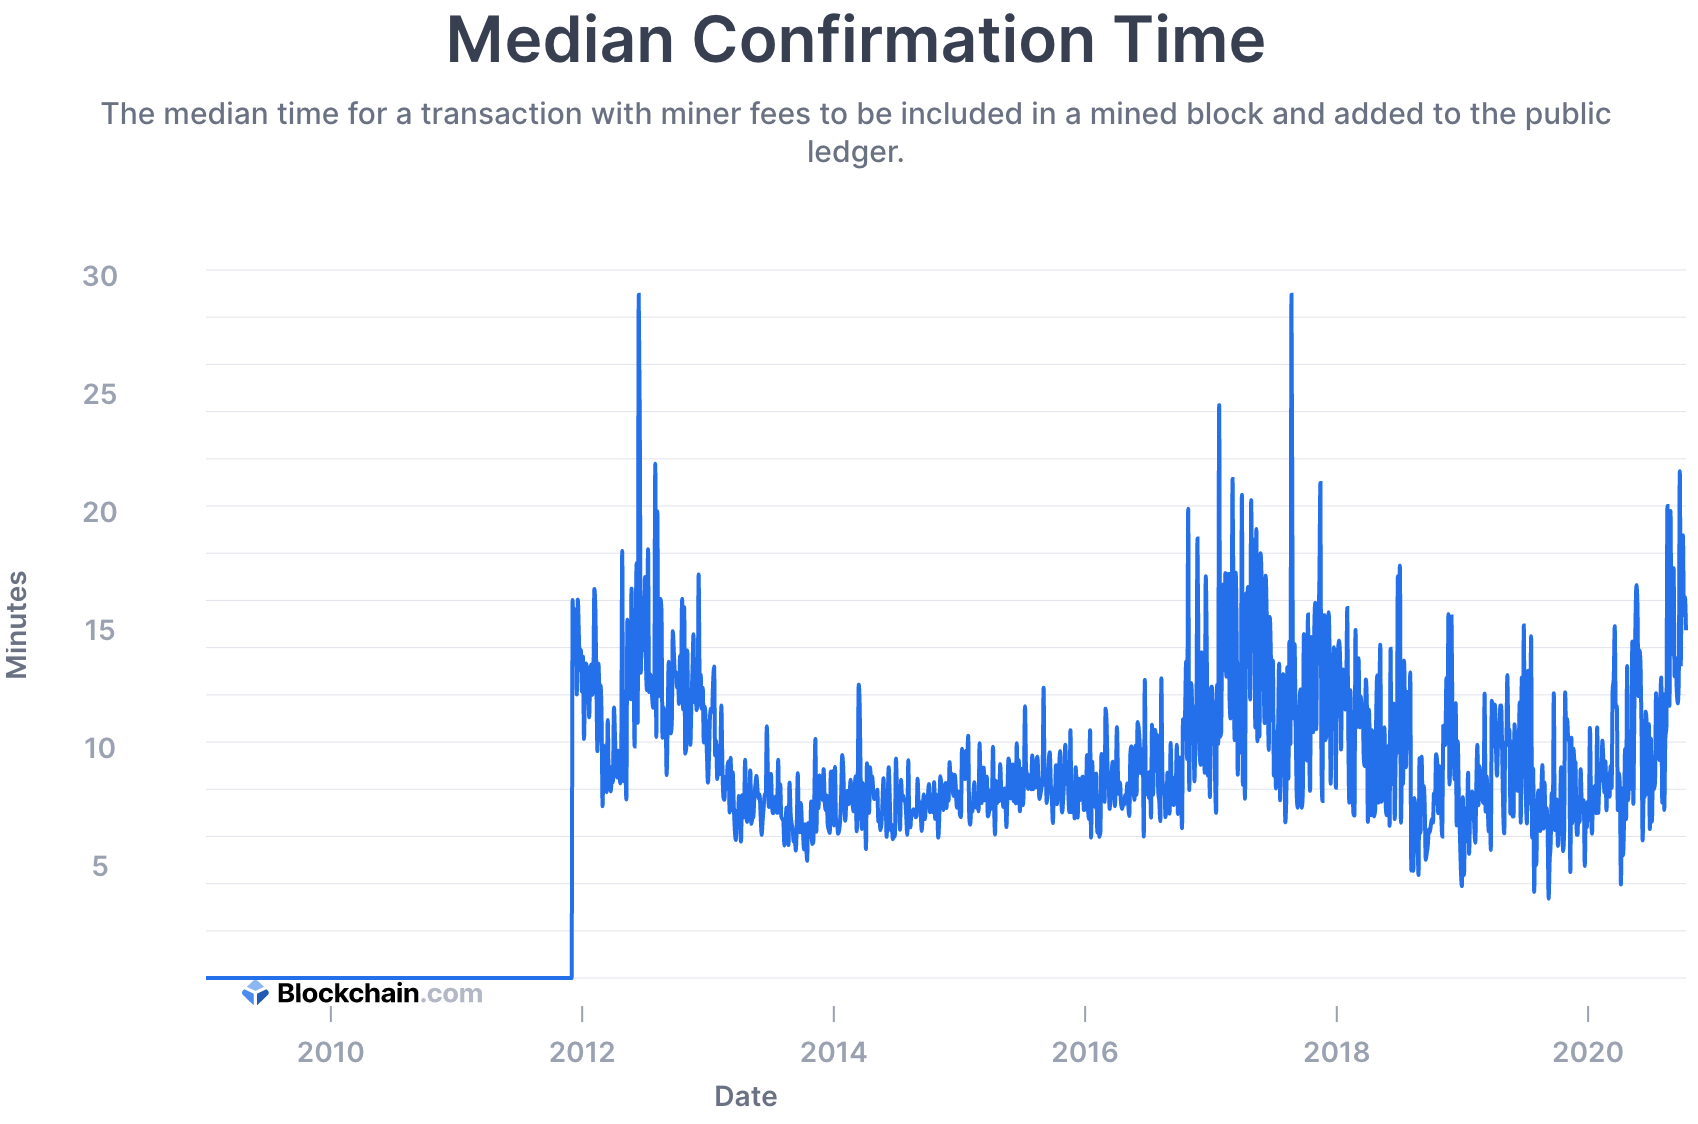 Median Confirmation Time
The median time for a transaction with miner fees to be included in a mined block and added to the public
ledger.
30
25
20
15
10
5
Minutes
Blockchain.com
2010 2012 2014 2016 2018 2020
Date